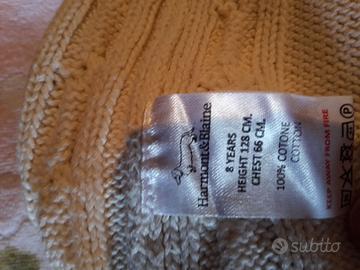 Harmont&Blaine
8 YEARS
HEIGHT 128 CM.
CHEST 66 CM.
100% COTONE
COTTON
KEEP AWAY FROM FIRE
P
subito